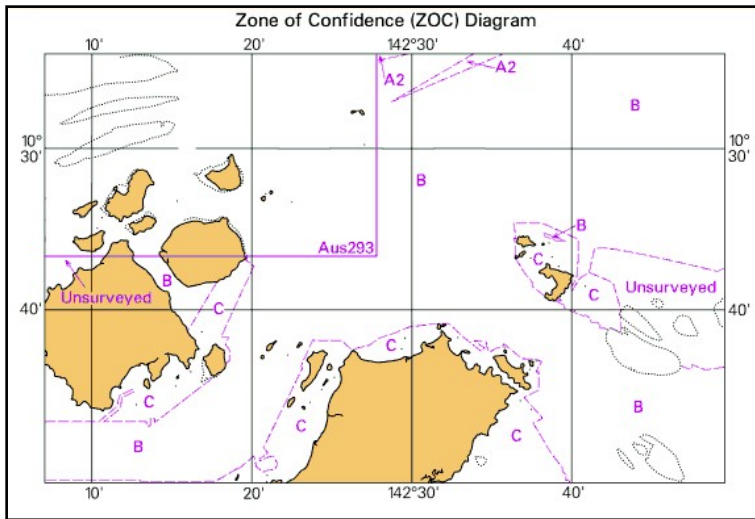 Zone of Confidence (ZOC) Diagram
10' 20' 142°30' 40'
A2 A2
B
10°
30' 30'
B
B
Aus293
B C
Unsurveyed C Unsurveyed
40' C 40'
C
C B
C C
B
10' 20' 142°30' 40'